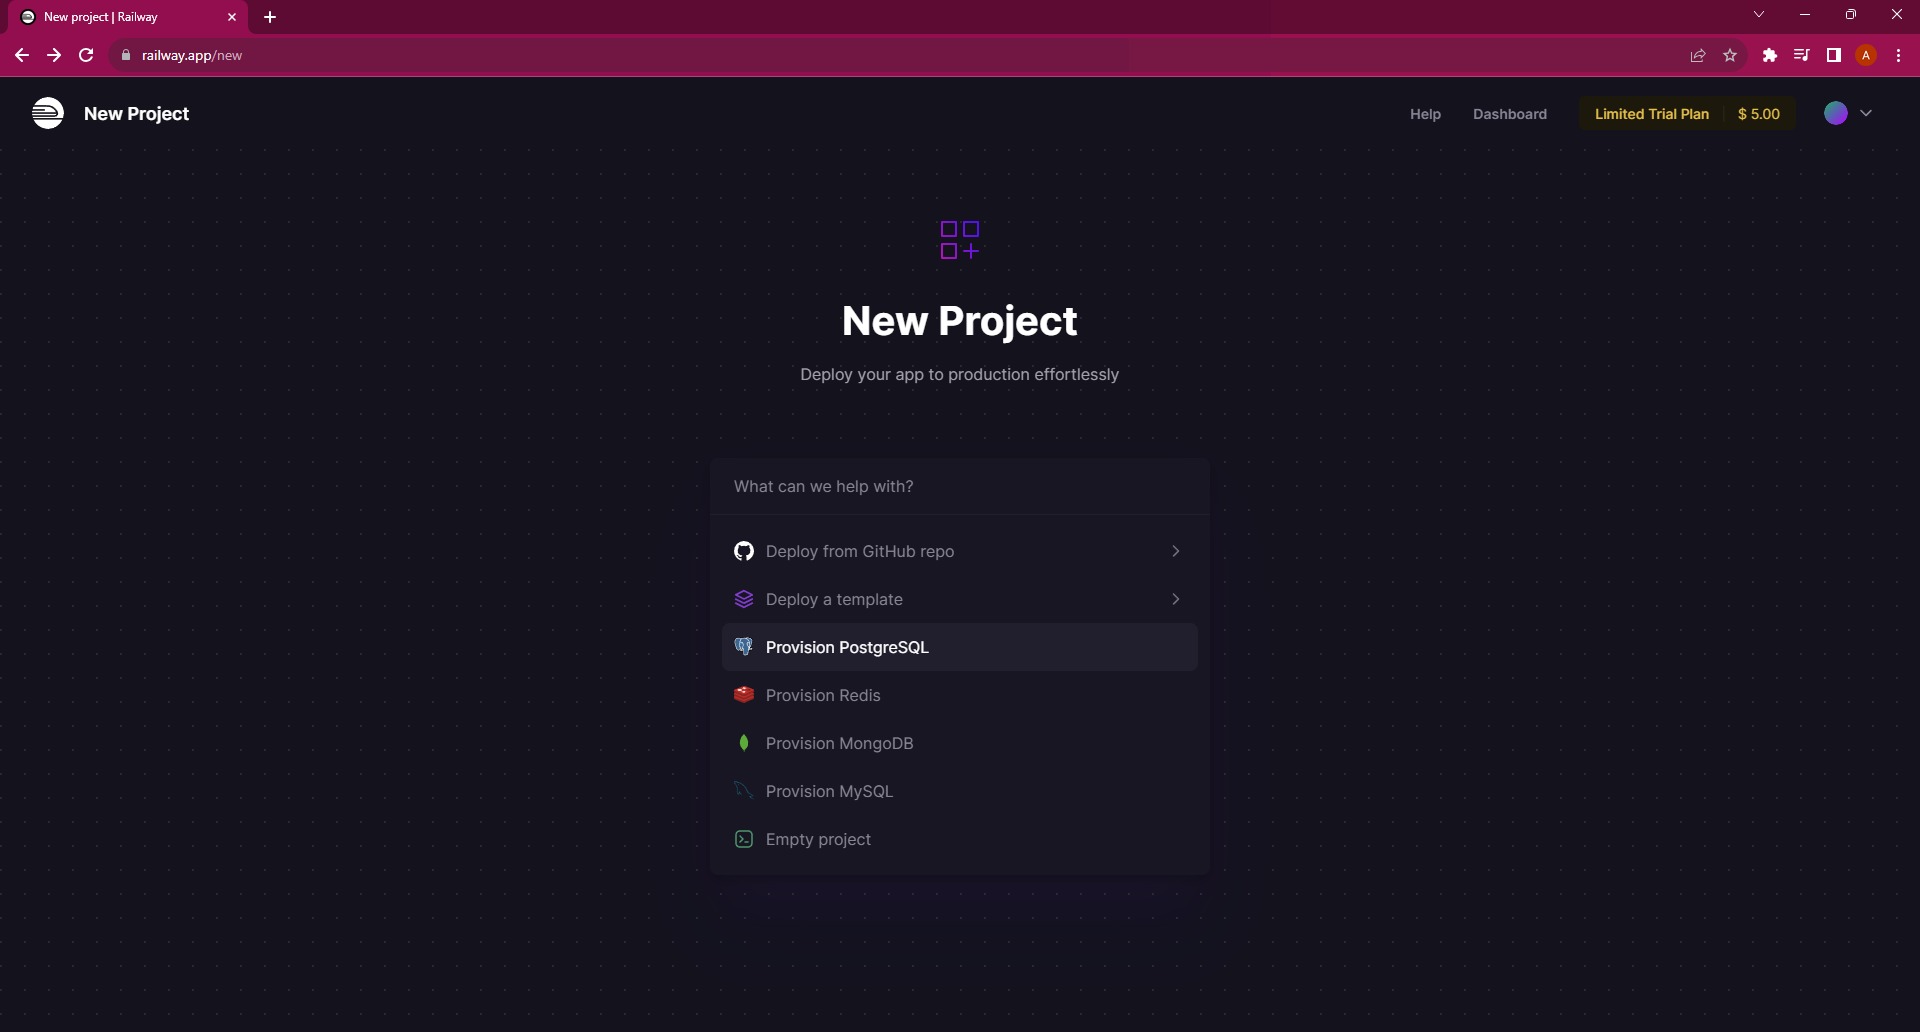 New project | Railway
railway.app/new
New Project
Help
Dashboard
Limited Trial Plan
$ 5.00
A
New Project
Deploy your app to production effortlessly
What can we help with?
Deploy from GitHub repo
Deploy a template
Provision PostgreSQL
Provision Redis
Provision MongoDB
Provision MySQL
Empty project